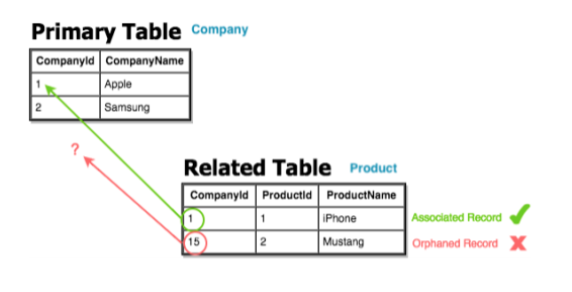 Primary Table Company
CompanyId CompanyName
1 Apple
2 Samsung
?
Related Table Product
CompanyId ProductId ProductName
1 1 iPhone Associated Record
15 2 Mustang Orphaned Record